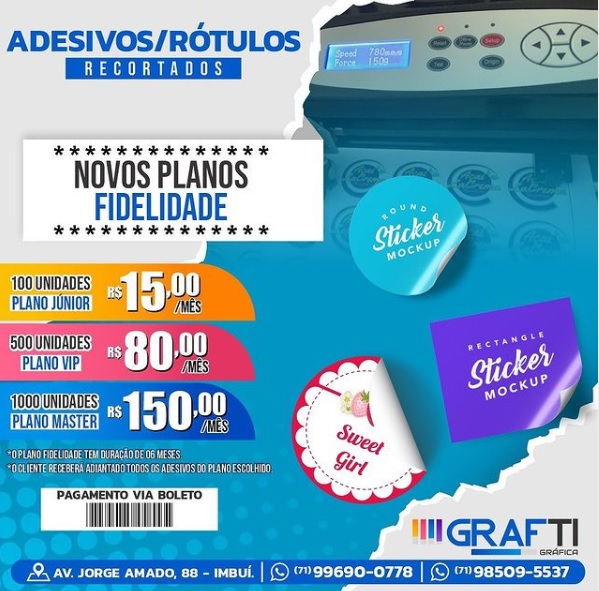 ADESIVOS/RÓTULOS
RECORTADOS
Speed 780mm/s
Force 150g
Test
Origin
* * * * * * * * * * * * * *
NOVOS PLANOS
FIDELIDADE
* * * * * * * * * * * * * *
ROUND
Sticker
MOCKUP
100 UNIDADES
PLANO JÚNIOR
R$ 15,00
/MÊS
500 UNIDADES
PLANO VIP
R$ 80,00
/MÊS
1000 UNIDADES
PLANO MASTER
R$ 150,00
/MÊS
RECTANGLE
Sticker
MOCKUP
Sweet
Girl
*O PLANO FIDELIDADE TEM DURAÇÃO DE 06 MESES
*O CLIENTE RECEBERÁ ADIANTADO TODOS OS ADESIVOS DO PLANO ESCOLHIDO.
PAGAMENTO VIA BOLETO
GRAFTI
GRÁFICA
AV. JORGE AMADO, 88 - IMBUÍ.
(71) 99690-0778
(71) 98509-5537